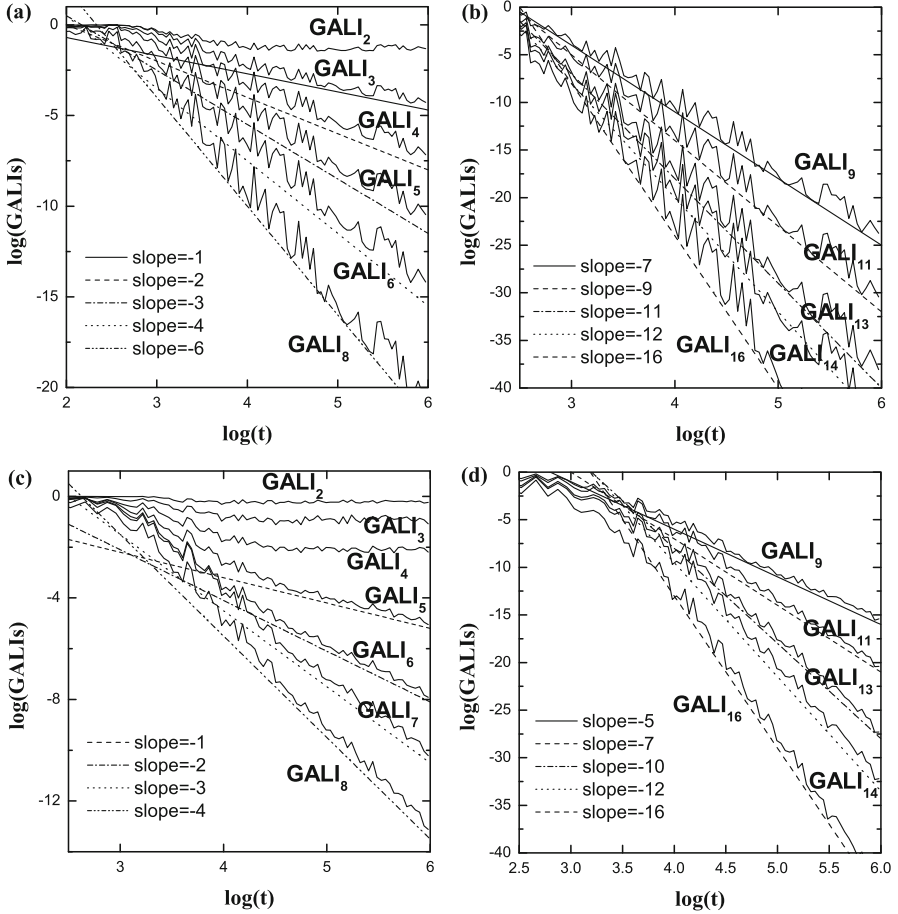 (a)
0
-5
-10
-15
-20
2
3
4
5
6
log(GALIs)
log(t)
GALI₂
GALI₃
GALI₄
GALI₅
GALI₆
GALI₈
slope=-1
slope=-2
slope=-3
slope=-4
slope=-6
(b)
0
-5
-10
-15
-20
-25
-30
-35
-40
3
4
5
6
log(GALIs)
log(t)
GALI₉
GALI₁₁
GALI₁₃
GALI₁₄
GALI₁₆
slope=-7
slope=-9
slope=-11
slope=-12
slope=-16
(c)
0
-4
-8
-12
3
4
5
6
log(GALIs)
log(t)
GALI₂
GALI₃
GALI₄
GALI₅
GALI₆
GALI₇
GALI₈
slope=-1
slope=-2
slope=-3
slope=-4
(d)
0
-5
-10
-15
-20
-25
-30
-35
-40
2.5
3.0
3.5
4.0
4.5
5.0
5.5
6.0
log(GALIs)
log(t)
GALI₉
GALI₁₁
GALI₁₃
GALI₁₆
GALI₁₄
slope=-5
slope=-7
slope=-10
slope=-12
slope=-16